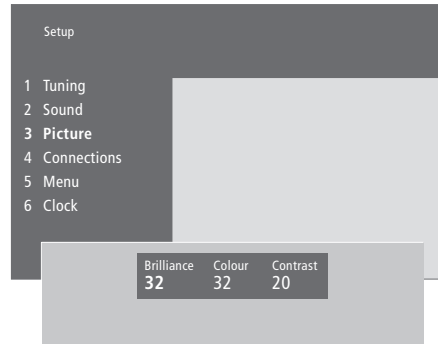 Setup
1 Tuning
2 Sound
3 Picture
4 Connections
5 Menu
6 Clock
Brilliance Colour Contrast
32 32 20